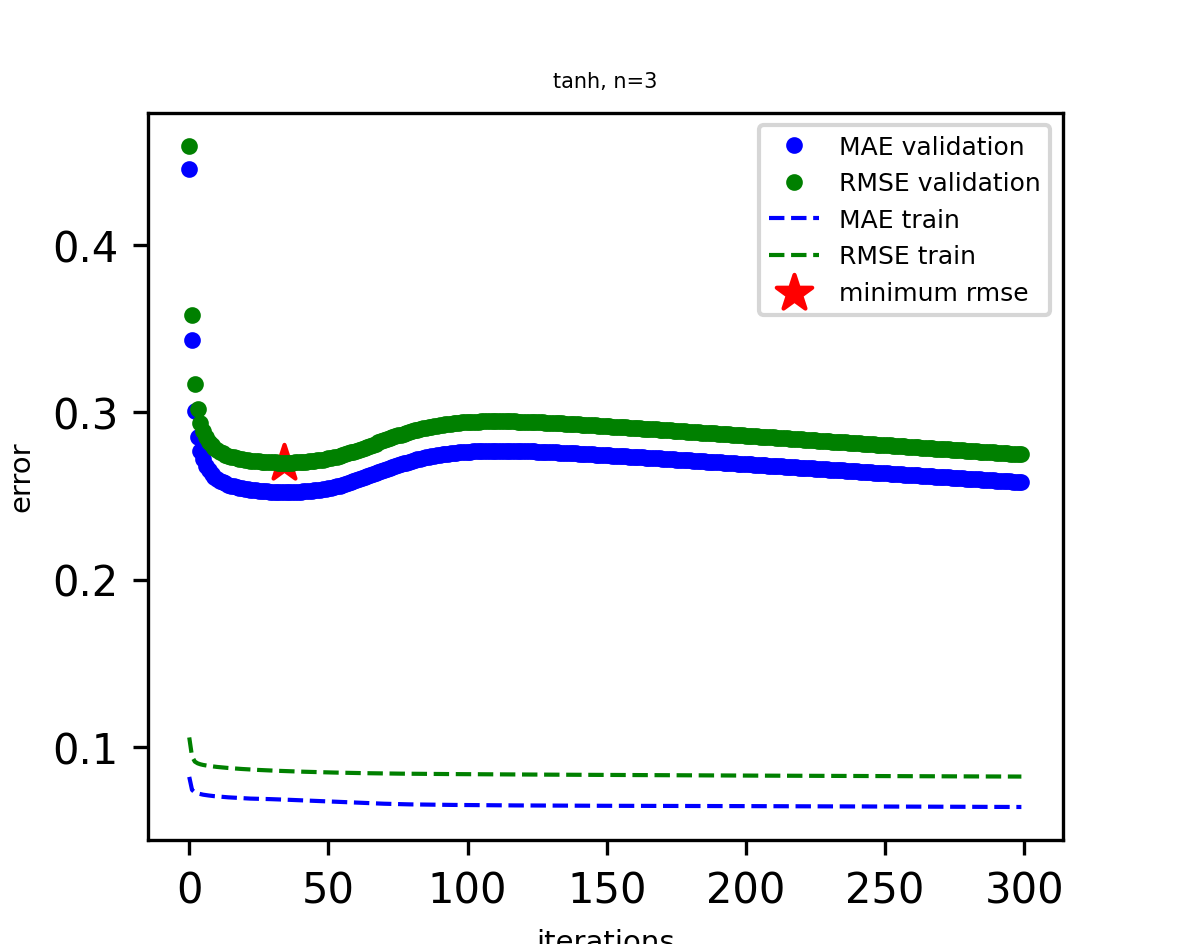 tanh, n=3
MAE validation
RMSE validation
MAE train
RMSE train
minimum rmse
error
0.4
0.3
0.2
0.1
0 50 100 150 200 250 300
iterations